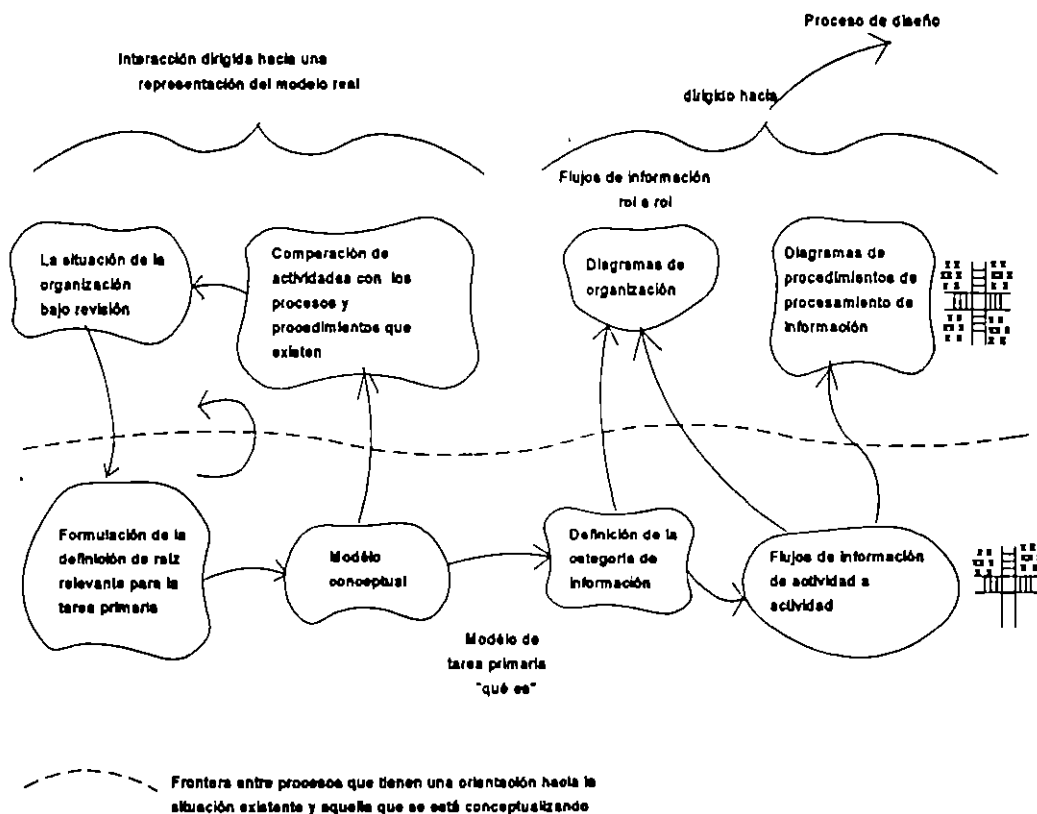 Proceso de diseño
Interacción dirigida hacia una
representación del modelo real
dirigido hacia
Flujos de información
rol a rol
La situación de la
organización
bajo revisión
Comparación de
actividades con los
procesos y
procedimientos que
existen
Diagramas de
organización
Diagramas de
procedimientos de
procesamiento de
información
Formulación de la
definición de raíz
relevante para la
tarea primaria
Modélo
conceptual
Definición de la
categoría de
información
Flujos de información
de actividad a
actividad
Modélo de
tarea primaria
"qué es"
Frontera entre procesos que tienen una orientación hacia la
situación existente y aquella que se está conceptualizando